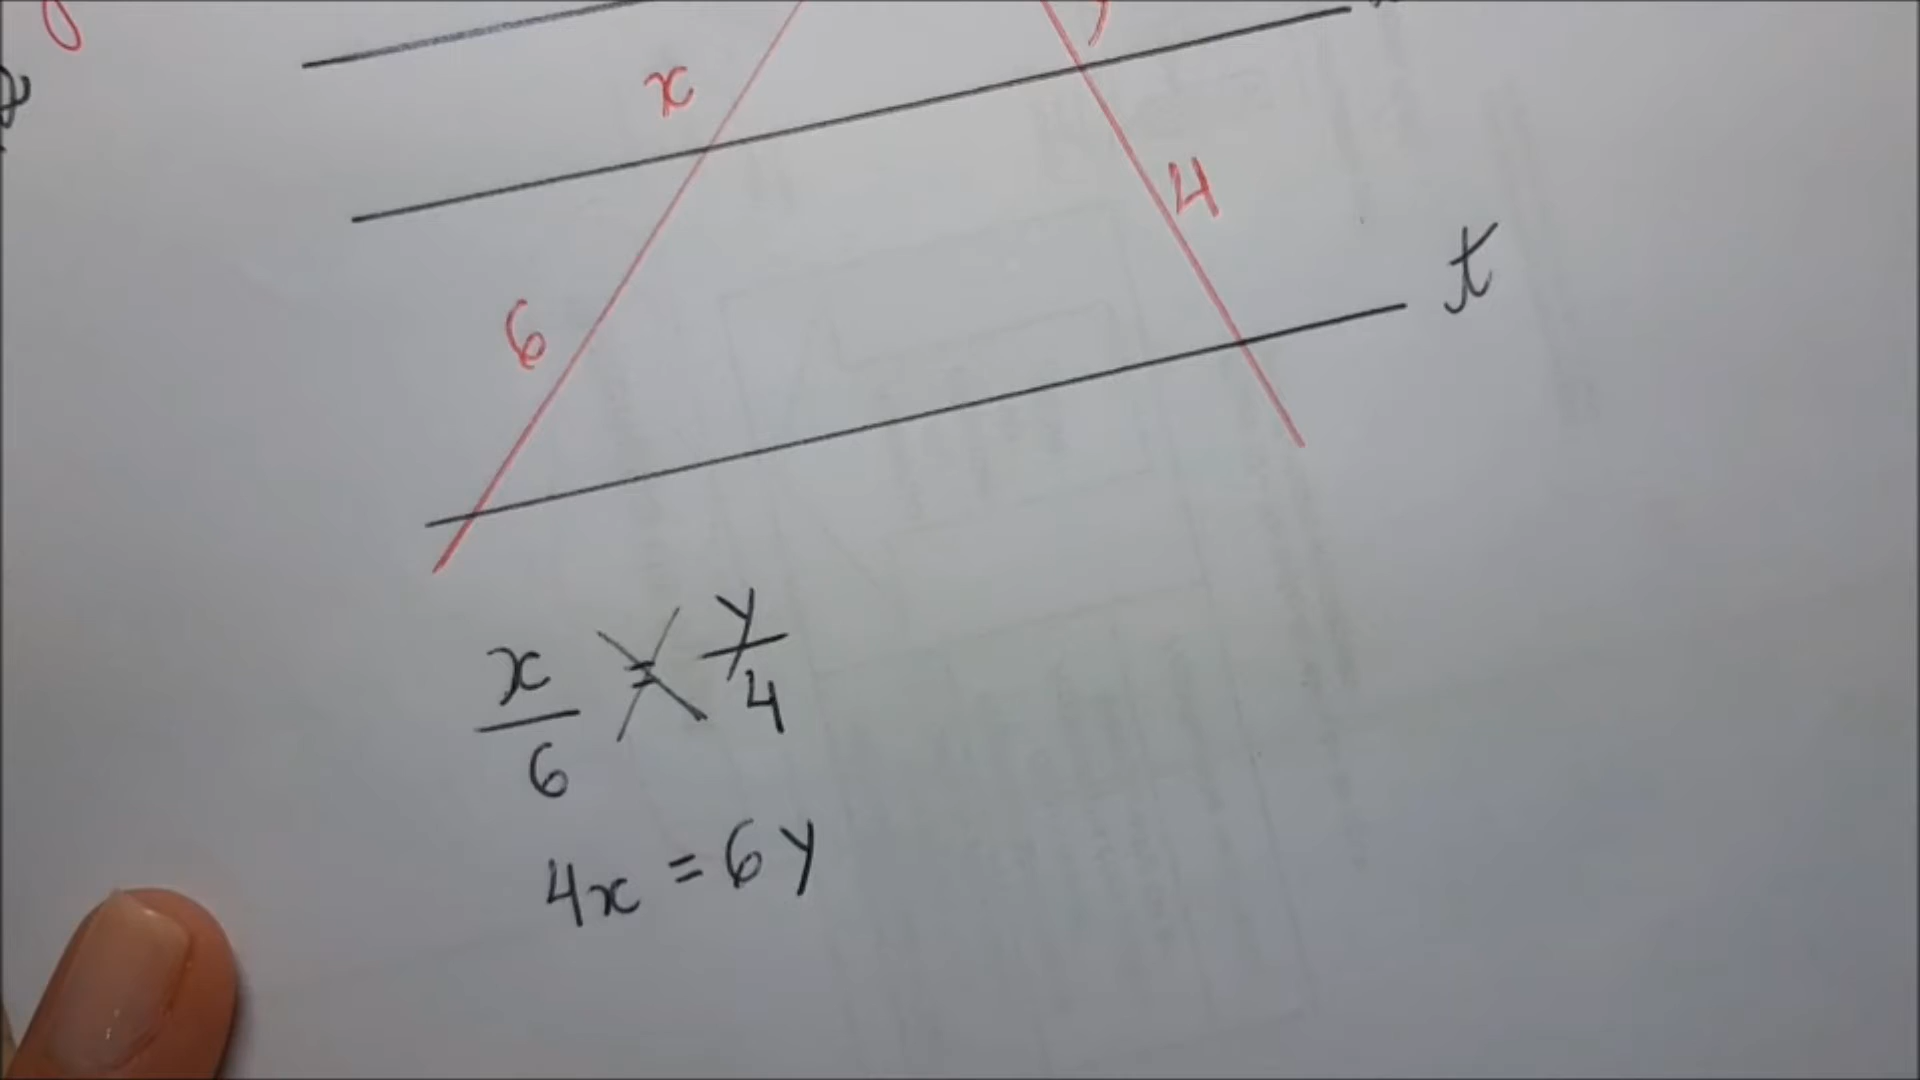 x
4
t
6
x/6 = y/4
4x = 6y